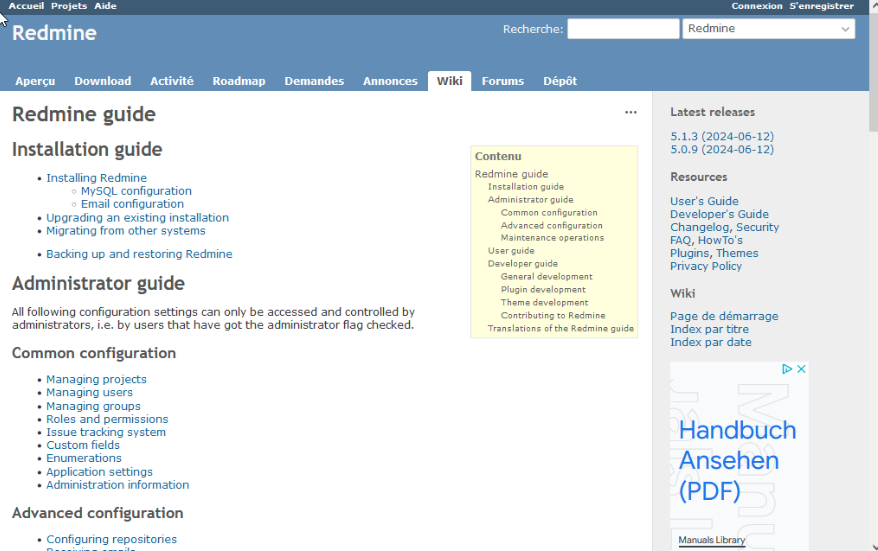 Accueil Projets Aide
Connexion S'enregistrer
Redmine
Recherche:
Redmine
Aperçu Download Activité Roadmap Demandes Annonces Wiki Forums Dépôt
Redmine guide
...
Installation guide
Installing Redmine
MySQL configuration
Email configuration
Upgrading an existing installation
Migrating from other systems
Backing up and restoring Redmine
Administrator guide
All following configuration settings can only be accessed and controlled by
administrators, i.e. by users that have got the administrator flag checked.
Common configuration
Managing projects
Managing users
Managing groups
Roles and permissions
Issue tracking system
Custom fields
Enumerations
Application settings
Administration information
Advanced configuration
Configuring repositories
Receiving emails
Contenu
Redmine guide
Installation guide
Administrator guide
Common configuration
Advanced configuration
Maintenance operations
User guide
Developer guide
General development
Plugin development
Theme development
Contributing to Redmine
Translations of the Redmine guide
Latest releases
5.1.3 (2024-06-12)
5.0.9 (2024-06-12)
Resources
User's Guide
Developer's Guide
Changelog, Security
FAQ, HowTo's
Plugins, Themes
Privacy Policy
Wiki
Page de démarrage
Index par titre
Index par date
Handbuch
Ansehen
(PDF)
Manuals Library